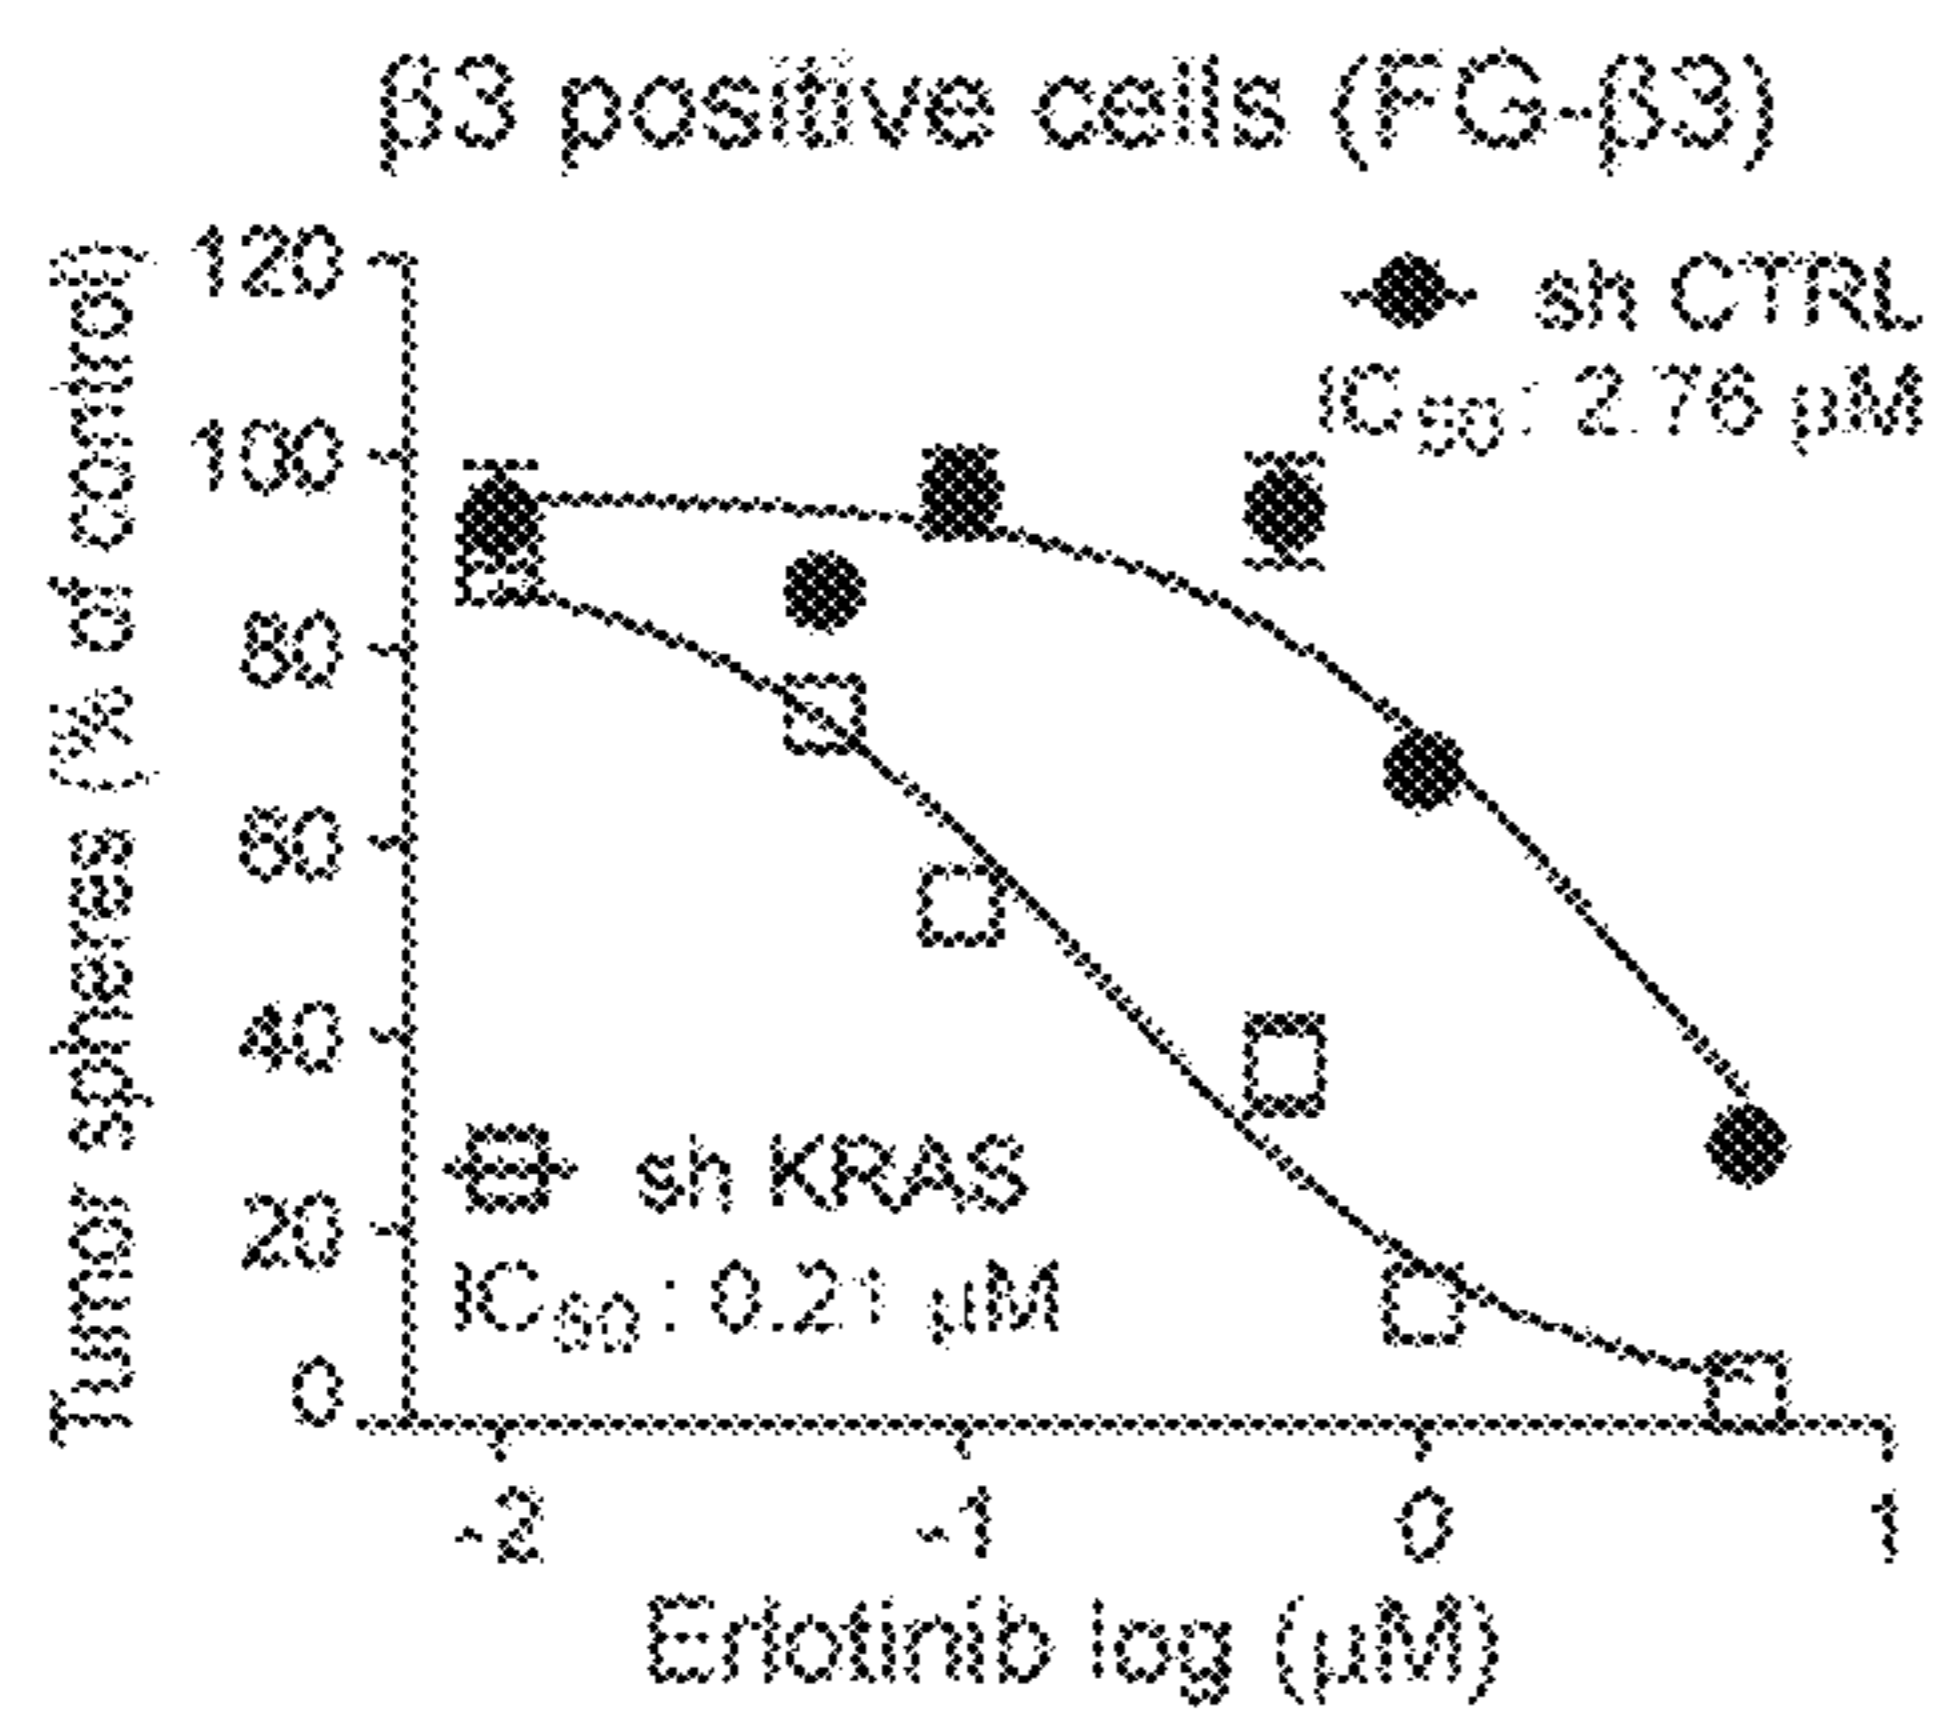 β3 positive cells (FG-β3)
Tumor spheres (% of control)
120
100
80
60
40
20
0
sh CTRL
IC50: 2.76 µM
sh KRAS
IC50: 0.21 µM
-2
-1
0
1
Erlotinib log (µM)